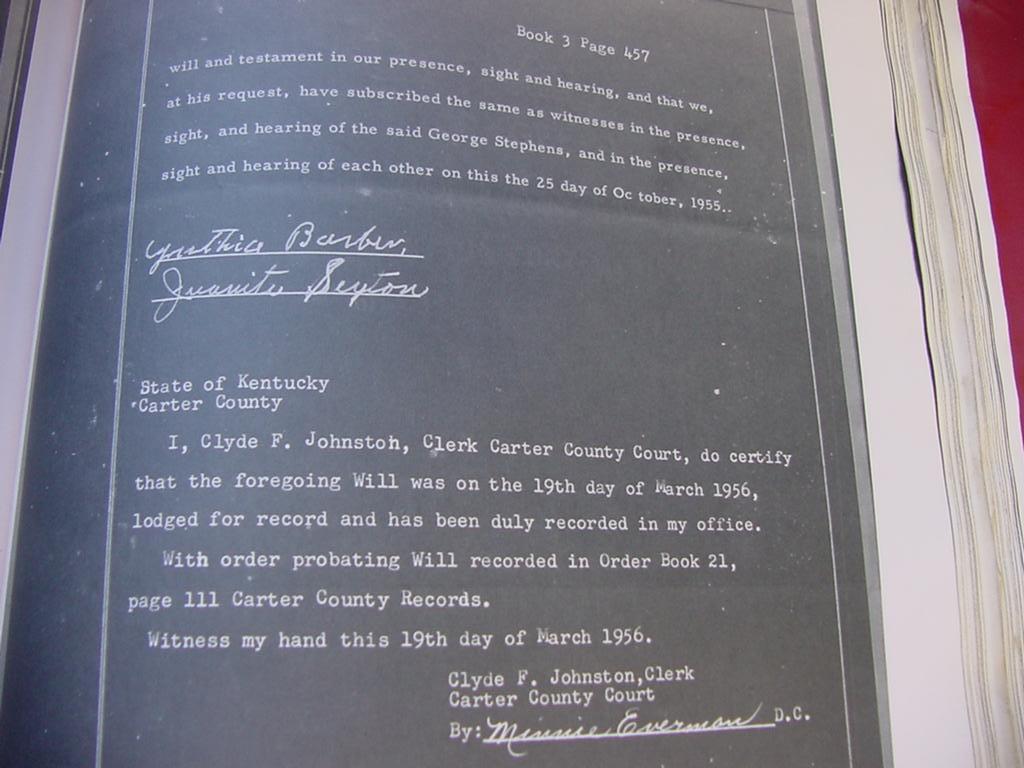 Book 3 Page 457
will and testament in our presence, sight and hearing, and that we,
at his request, have subscribed the same as witnesses in the presence,
sight, and hearing of the said George Stephens, and in the presence,
sight and hearing of each other on this the 25 day of Oc tober, 1955..
Cynthia Barber,
Juanita Sexton
State of Kentucky
Carter County
I, Clyde F. Johnstoh, Clerk Carter County Court, do certify
that the foregoing Will was on the 19th day of March 1956,
lodged for record and has been duly recorded in my office.
With order probating Will recorded in Order Book 21,
page 111 Carter County Records.
Witness my hand this 19th day of March 1956.
Clyde F. Johnston,Clerk
Carter County Court
By: Minnie Everman D.C.